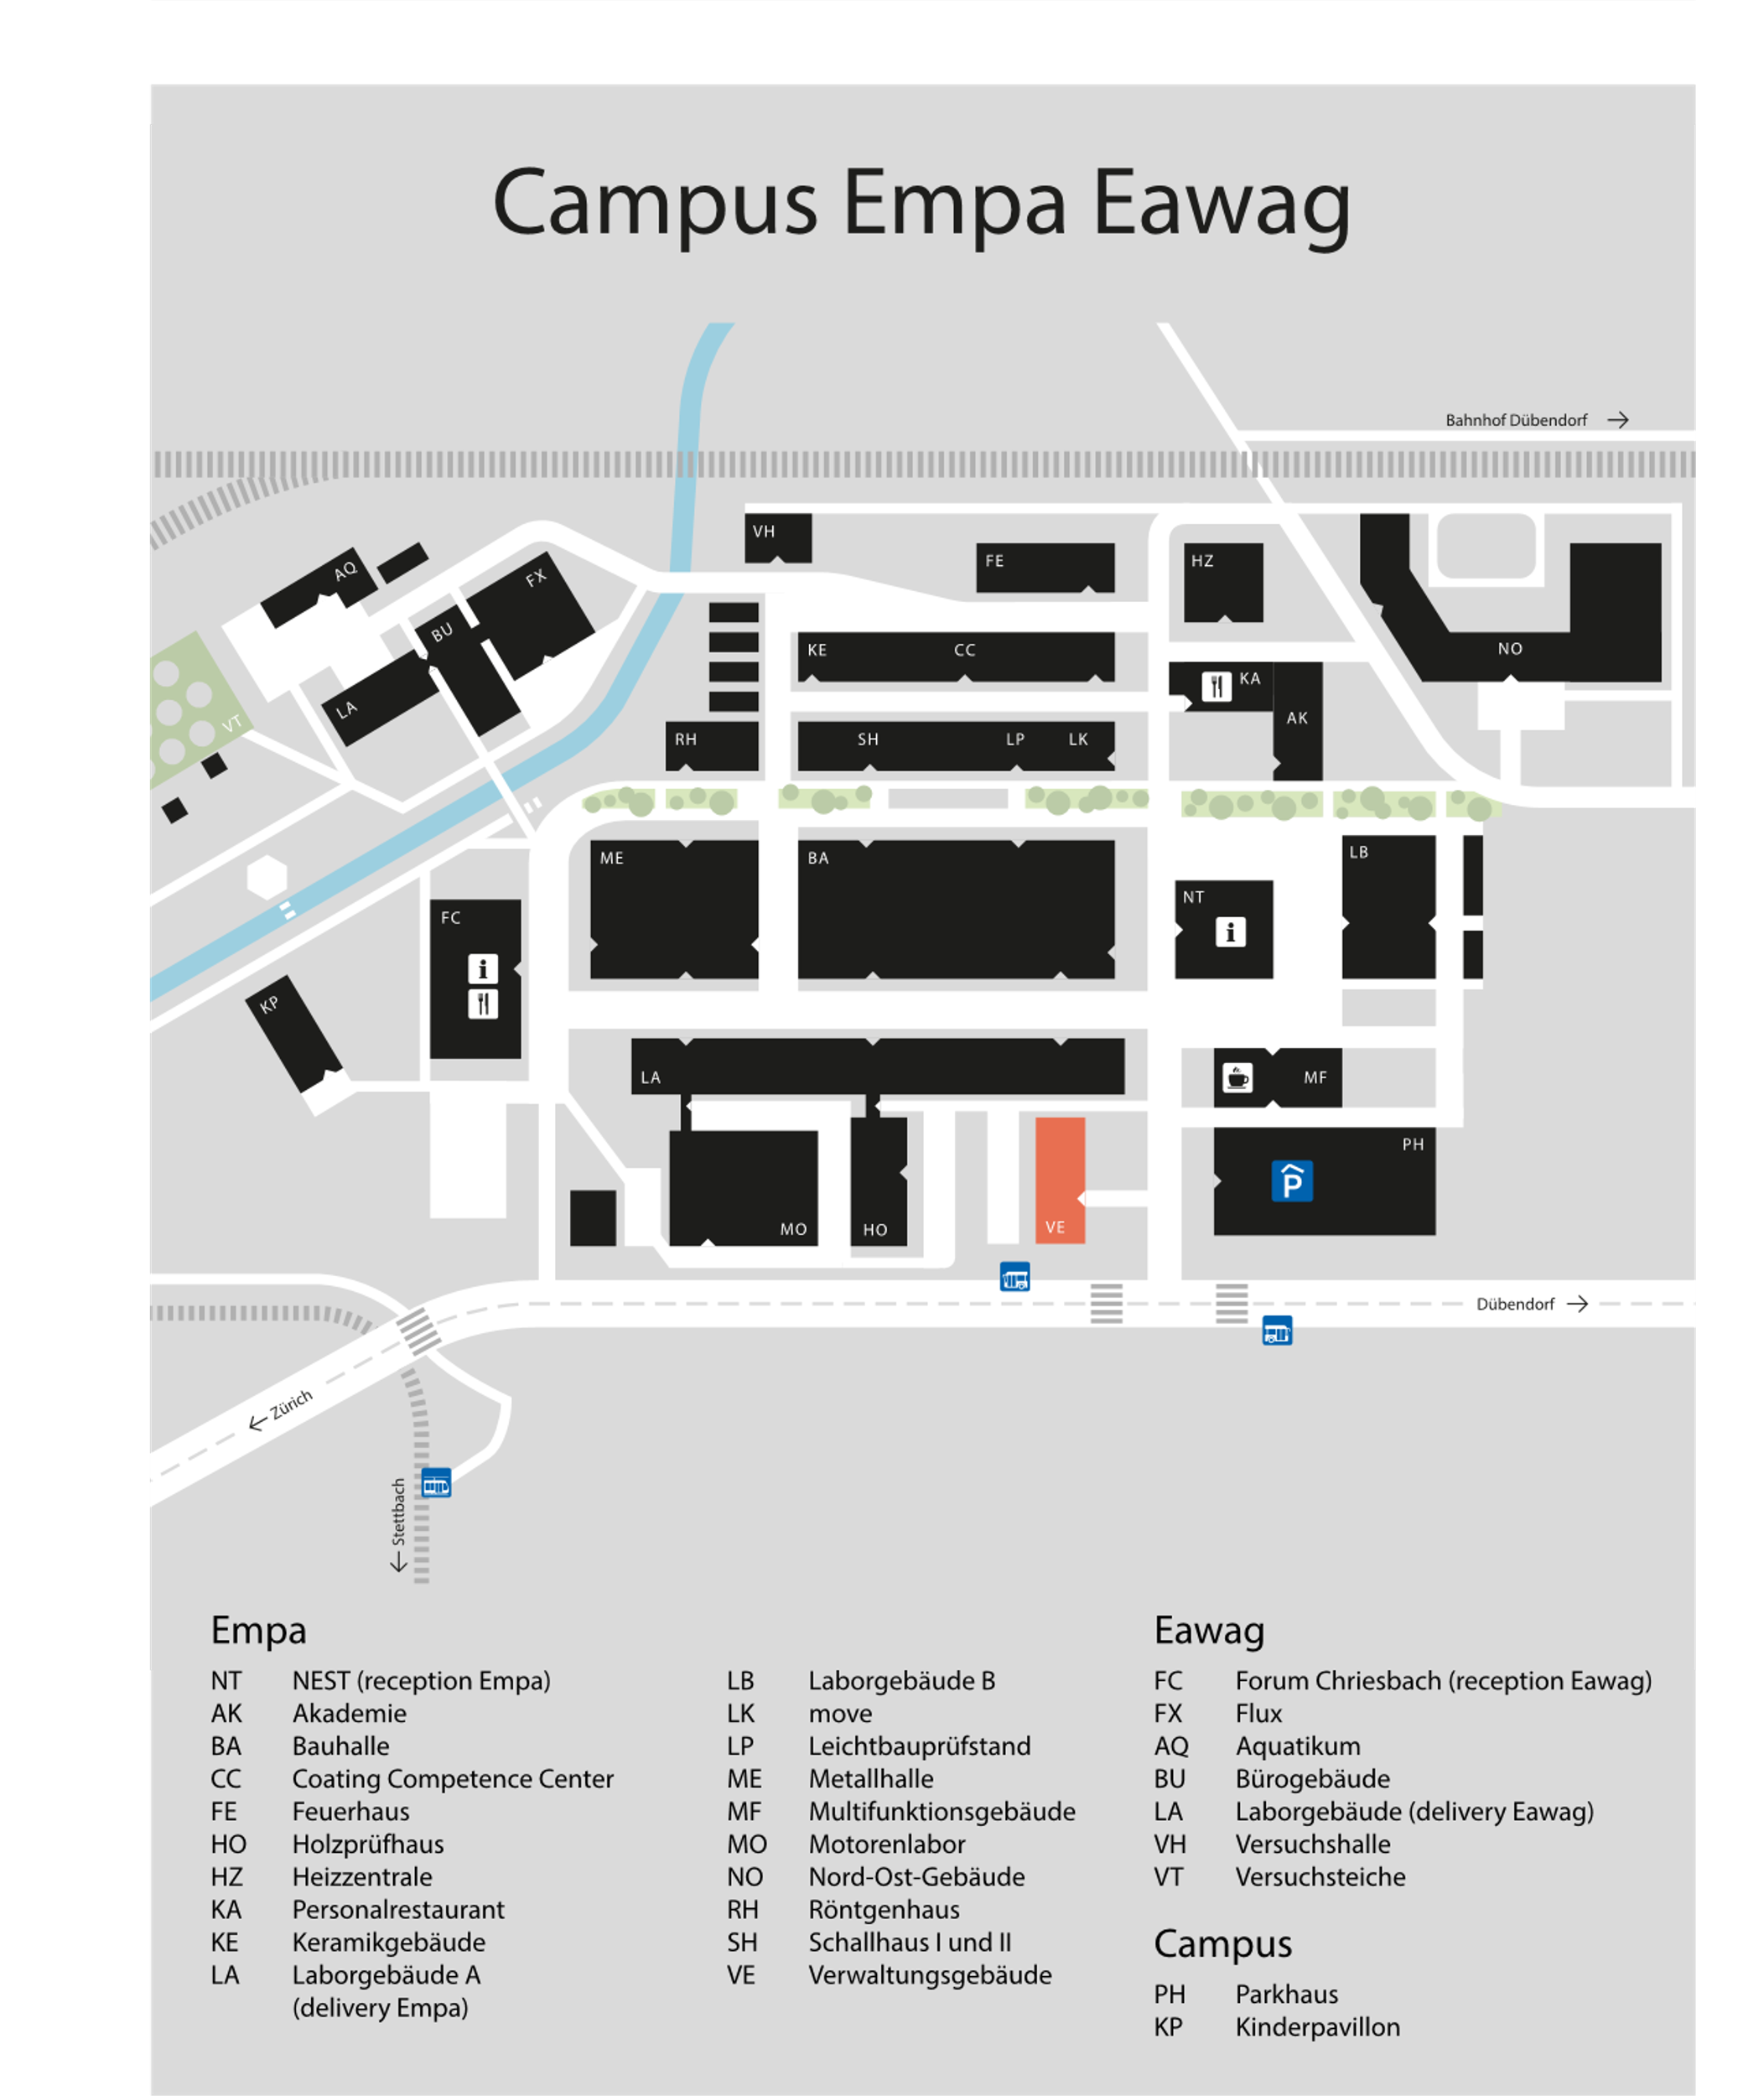 Campus Empa Eawag
Bahnhof Dübendorf →
VH
FE
HZ
AQ
FX
BU
KE
CC
NO
KA
LA
VT
AK
RH
SH
LP
LK
ME
BA
LB
NT
i
FC
i
KP
LA
MF
PH
P
MO
HO
VE
Dübendorf →
← Zürich
← Stettbach
Empa
NT NEST (reception Empa)
AK Akademie
BA Bauhalle
CC Coating Competence Center
FE Feuerhaus
HO Holzprüfhaus
HZ Heizzentrale
KA Personalrestaurant
KE Keramikgebäude
LA Laborgebäude A
(delivery Empa)
LB Laborgebäude B
LK move
LP Leichtbauprüfstand
ME Metallhalle
MF Multifunktionsgebäude
MO Motorenlabor
NO Nord-Ost-Gebäude
RH Röntgenhaus
SH Schallhaus I und II
VE Verwaltungsgebäude
Eawag
FC Forum Chriesbach (reception Eawag)
FX Flux
AQ Aquatikum
BU Bürogebäude
LA Laborgebäude (delivery Eawag)
VH Versuchshalle
VT Versuchsteiche
Campus
PH Parkhaus
KP Kinderpavillon